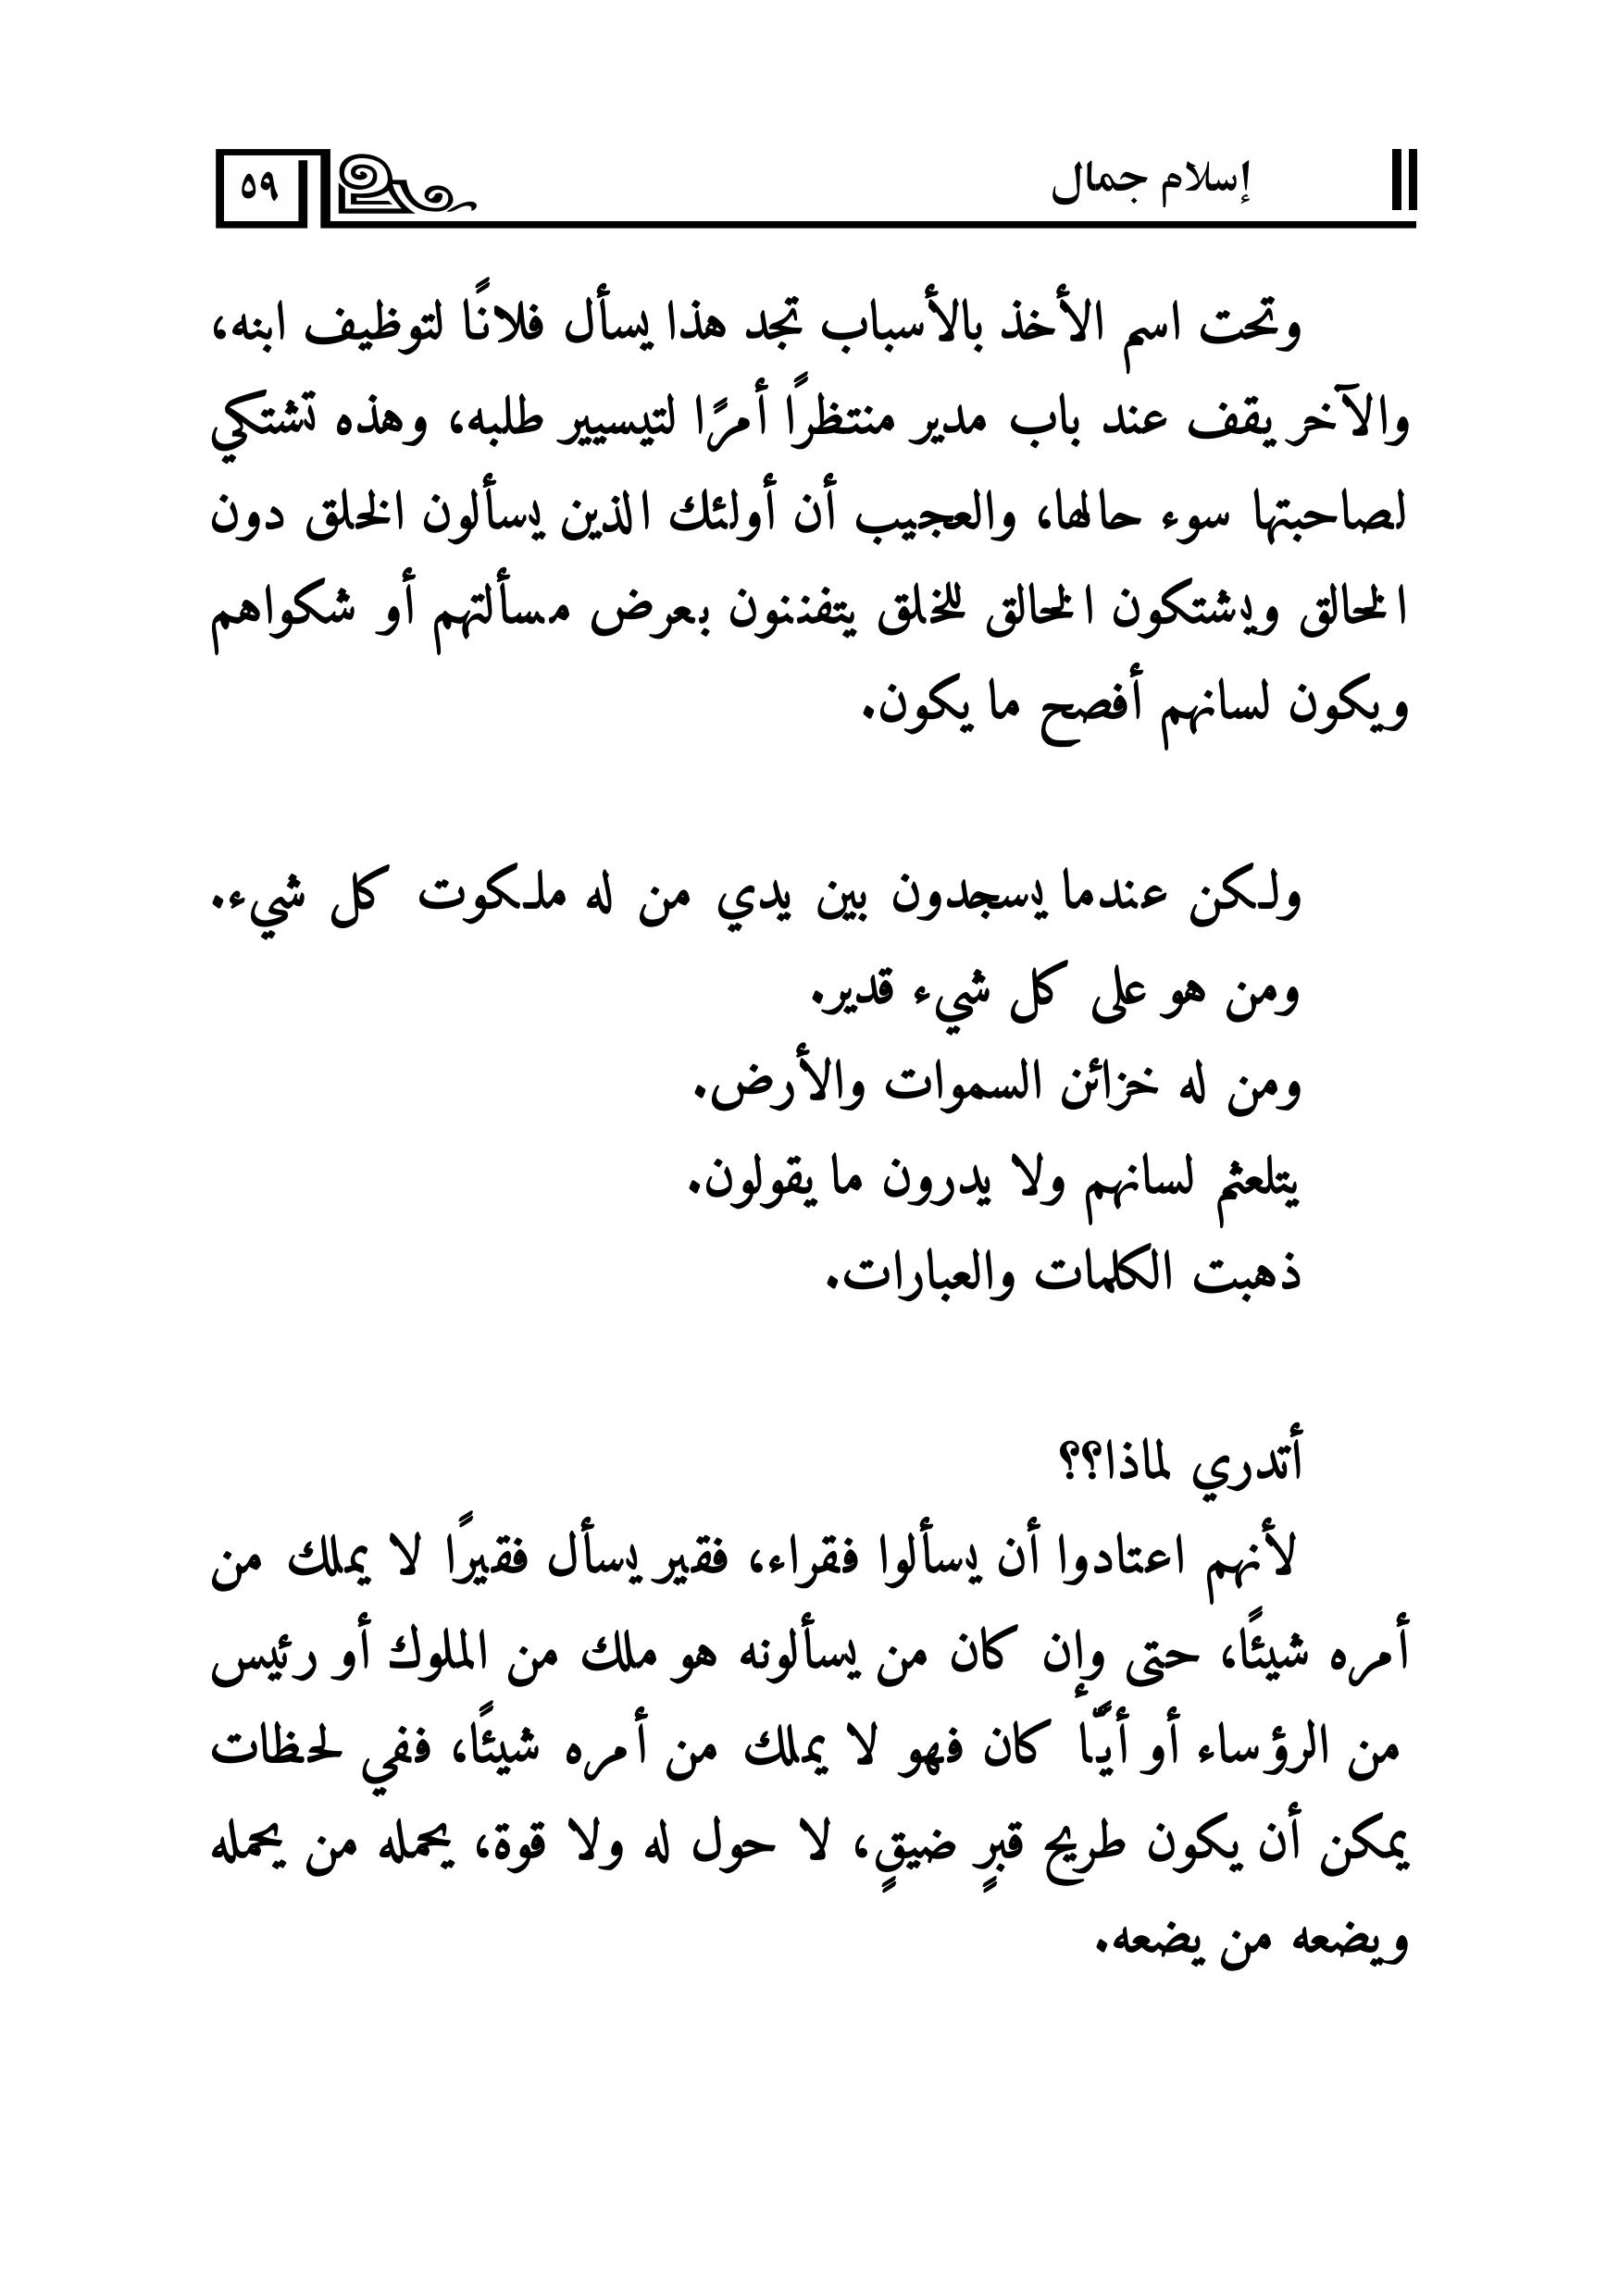 إسلام جمال
٥٩
وتحت اسم الأخذ بالأسباب تجد هذا يسأل فلانًا لتوظيف ابنه،
والآخر يقف عند باب مدير منتظراً أمرًا لتيسيير طلبه، وهذه تشتكي
لصاحبتها سوء حالها، والعجيب أن أولئك الذين يسألون الخلق دون
الخالق ويشتكون الخالق للخلق يتفننون بعرض مسألتهم أو شكواهم
ويكون لسانهم أفصح ما يكون.
ولكن عندما يسجدون بين يدي من له ملكوت كل شيء.
ومن هو على كل شيء قدير.
ومن له خزائن السموات والأرض.
يتلعثم لسانهم ولا يدرون ما يقولون.
ذهبت الكلمات والعبارات.
أتدري لماذا؟؟
لأنهم اعتادوا أن يسألوا فقراء، فقير يسأل فقيرًا لا يملك من
أمره شيئًا، حتى وإن كان من يسألونه هو ملك من الملوك أو رئيس
من الرؤساء أو أيًّا كان فهو لا يملك من أمره شيئًا، ففي لحظات
يمكن أن يكون طريح قبرٍ ضيقٍ، لا حول له ولا قوة، يحمله من يحمله
ويضعه من يضعه.